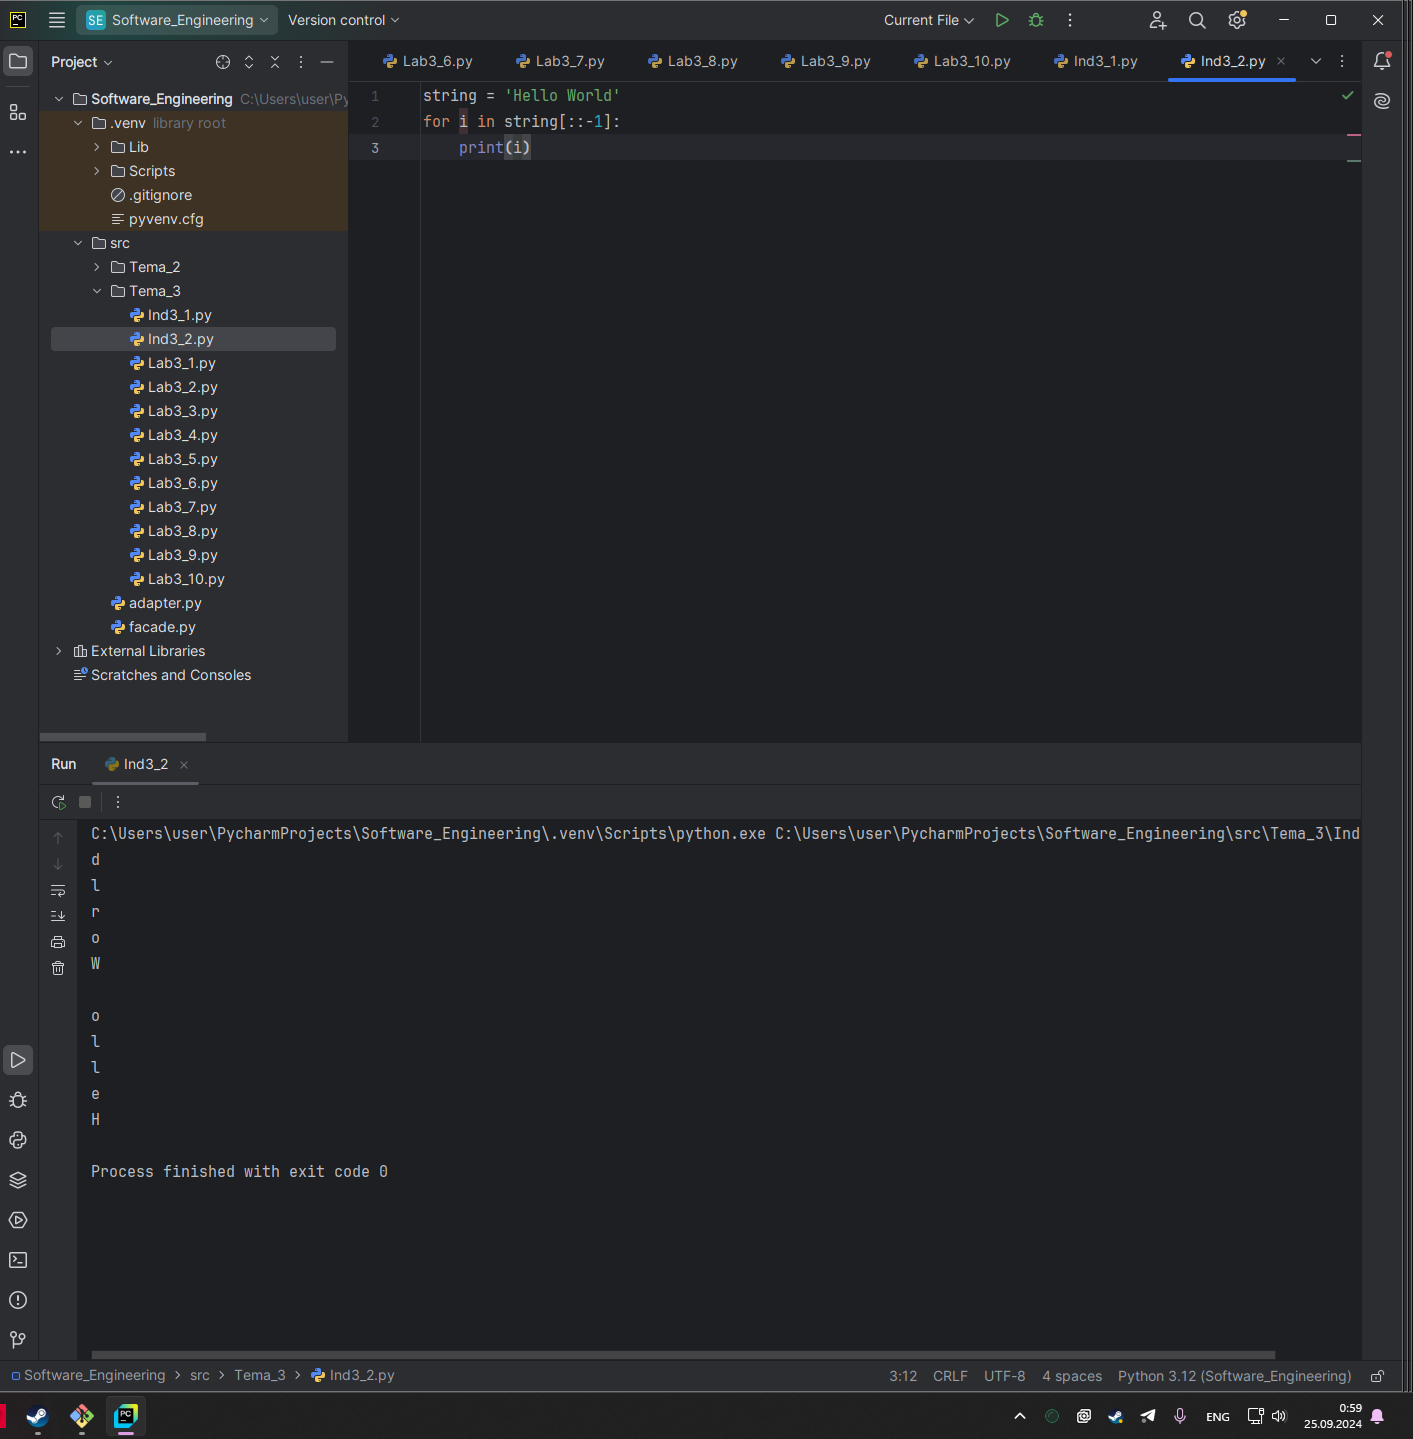 SE Software_Engineering Version control Current File
Project
Lab3_6.py Lab3_7.py Lab3_8.py Lab3_9.py Lab3_10.py Ind3_1.py Ind3_2.py
Software_Engineering C:\Users\user\Py
.venv library root
Lib
Scripts
.gitignore
pyvenv.cfg
src
Tema_2
Tema_3
Ind3_1.py
Ind3_2.py
Lab3_1.py
Lab3_2.py
Lab3_3.py
Lab3_4.py
Lab3_5.py
Lab3_6.py
Lab3_7.py
Lab3_8.py
Lab3_9.py
Lab3_10.py
adapter.py
facade.py
External Libraries
Scratches and Consoles
1 string = 'Hello World'
2 for i in string[::-1]:
3 print(i)
Run Ind3_2
C:\Users\user\PycharmProjects\Software_Engineering\.venv\Scripts\python.exe C:\Users\user\PycharmProjects\Software_Engineering\src\Tema_3\Ind
d
l
r
o
W
o
l
l
e
H
Process finished with exit code 0
Software_Engineering src Tema_3 Ind3_2.py 3:12 CRLF UTF-8 4 spaces Python 3.12 (Software_Engineering)
ENG
0:59
25.09.2024